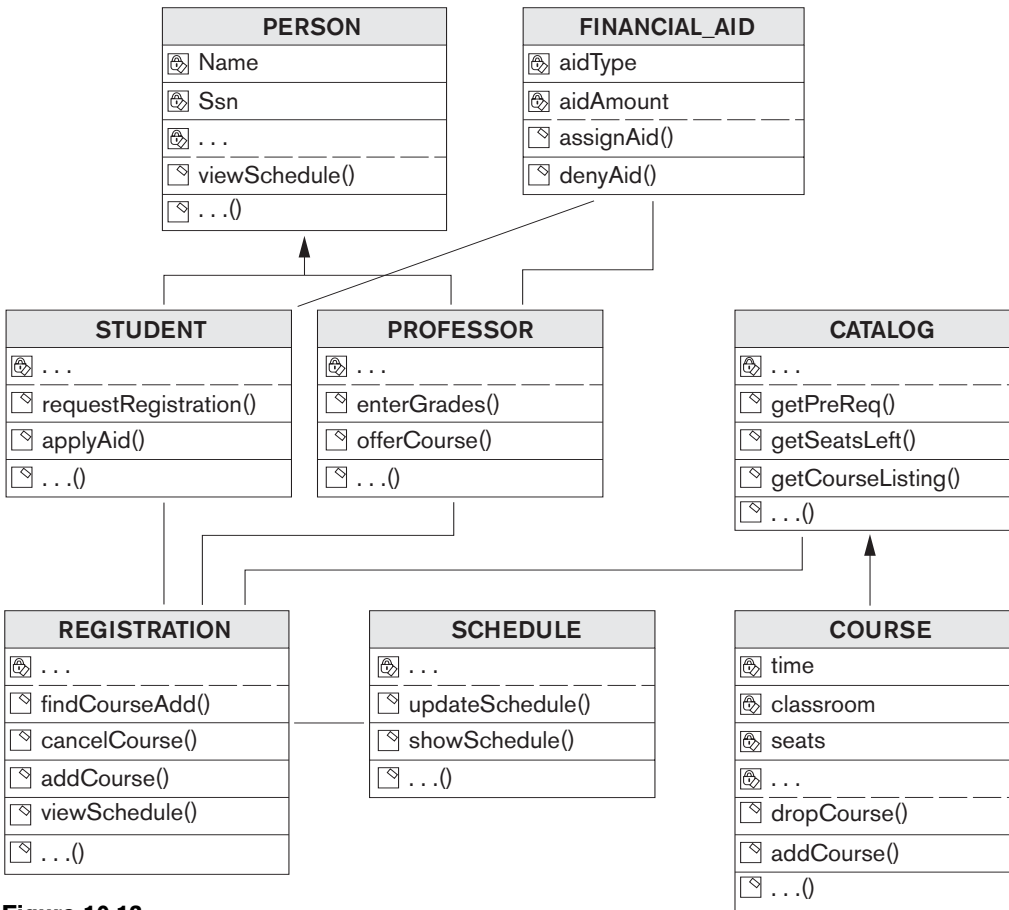 PERSON
Name
Ssn
. . .
viewSchedule()
. . .()
FINANCIAL_AID
aidType
aidAmount
assignAid()
denyAid()
STUDENT
. . .
requestRegistration()
applyAid()
. . .()
PROFESSOR
. . .
enterGrades()
offerCourse()
. . .()
CATALOG
. . .
getPreReq()
getSeatsLeft()
getCourseListing()
. . .()
REGISTRATION
. . .
findCourseAdd()
cancelCourse()
addCourse()
viewSchedule()
. . .()
SCHEDULE
. . .
updateSchedule()
showSchedule()
. . .()
COURSE
time
classroom
seats
. . .
dropCourse()
addCourse()
. . .()
Figure